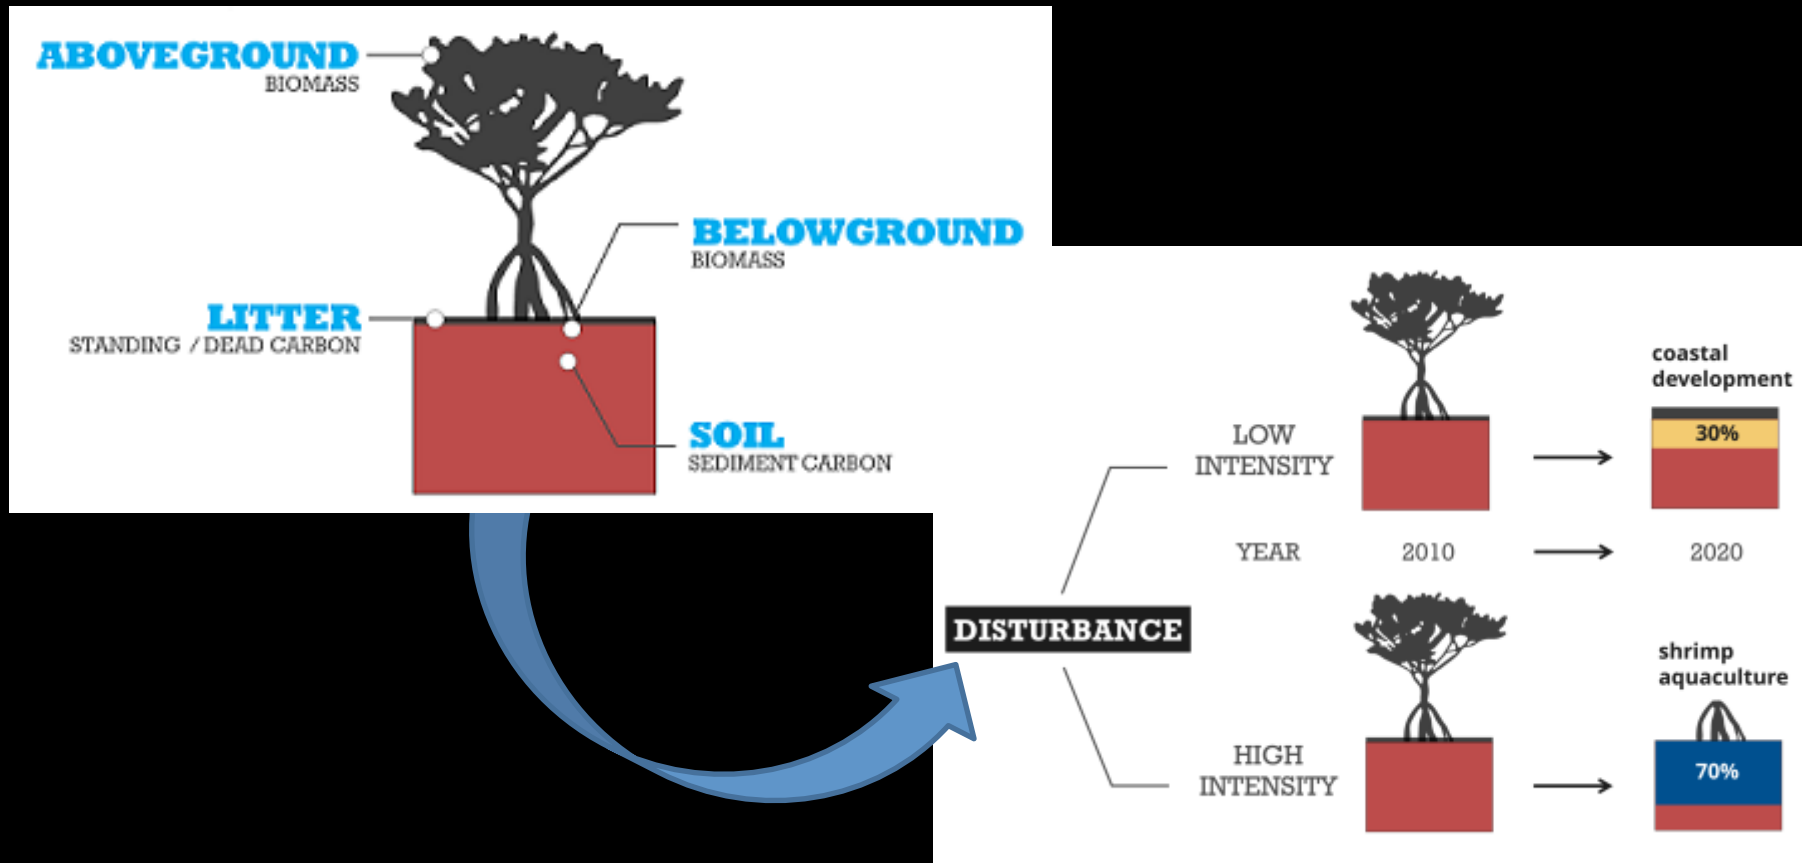 ABOVEGROUND
BIOMASS
BELOWGROUND
BIOMASS
LITTER
STANDING / DEAD CARBON
SOIL
SEDIMENT CARBON
coastal
development
LOW
INTENSITY
30%
YEAR 2010 2020
DISTURBANCE
shrimp
aquaculture
HIGH
INTENSITY
70%